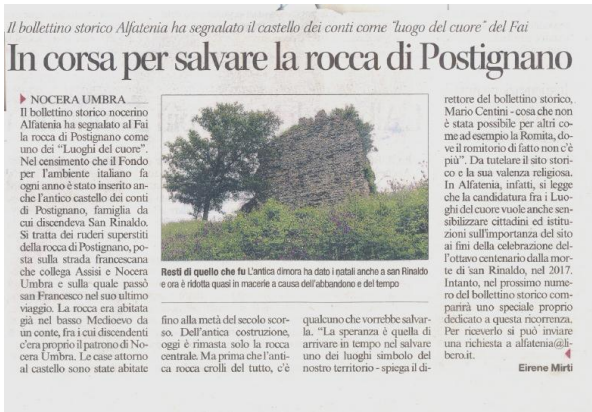 Il bollettino storico Alfatenia ha segnalato il castello dei conti come "luogo del cuore" del Fai
In corsa per salvare la rocca di Postignano
NOCERA UMBRA
Il bollettino storico nocerino
Alfatenia ha segnalato al Fai
la rocca di Postignano come
uno dei “Luoghi del cuore”.
Nel censimento che il Fondo
per l'ambiente italiano fa
ogni anno è stato inserito an-
che l'antico castello dei conti
di Postignano, famiglia da
cui discendeva San Rinaldo.
Si tratta dei ruderi superstiti
della rocca di Postignano, po-
sta sulla strada francescana
che collega Assisi e Nocera
Umbra e sulla quale passò
san Francesco nel suo ultimo
viaggio. La rocca era abitata
già nel basso Medioevo da
un conte, fra i cui discendenti
c'era proprio il patrono di No-
cera Umbra. Le case attorno
al castello sono state abitate
Resti di quello che fu L'antica dimora ha dato i natali anche a san Rinaldo
e ora è ridotta quasi in macerie a causa dell'abbandono e del tempo
fino alla metà del secolo scor-
so. Dell'antica costruzione,
oggi è rimasta solo la rocca
centrale. Ma prima che l'anti-
ca rocca crolli del tutto, c'è
qualcuno che vorrebbe salvar-
la. “La speranza è quella di
arrivare in tempo nel salvare
uno dei luoghi simbolo del
nostro territorio - spiega il di-
rettore del bollettino storico,
Mario Centini - cosa che non
è stata possibile per altri co-
me ad esempio la Romita, do-
ve il romitorio di fatto non c'è
più”. Da tutelare il sito stori-
co e la sua valenza religiosa.
In Alfatenia, infatti, si legge
che la candidatura fra i Luo-
ghi del cuore vuole anche sen-
sibilizzare cittadini ed istitu-
zioni sull'importanza del sito
ai fini della celebrazione del-
l'ottavo centenario dalla mor-
te di san Rinaldo, nel 2017.
Intanto, nel prossimo nume-
ro del bollettino storico com-
parirà uno speciale proprio
dedicato a questa ricorrenza.
Per riceverlo si può inviare
una richiesta a alfatenia@li-
bero.it.
Eirene Mirti